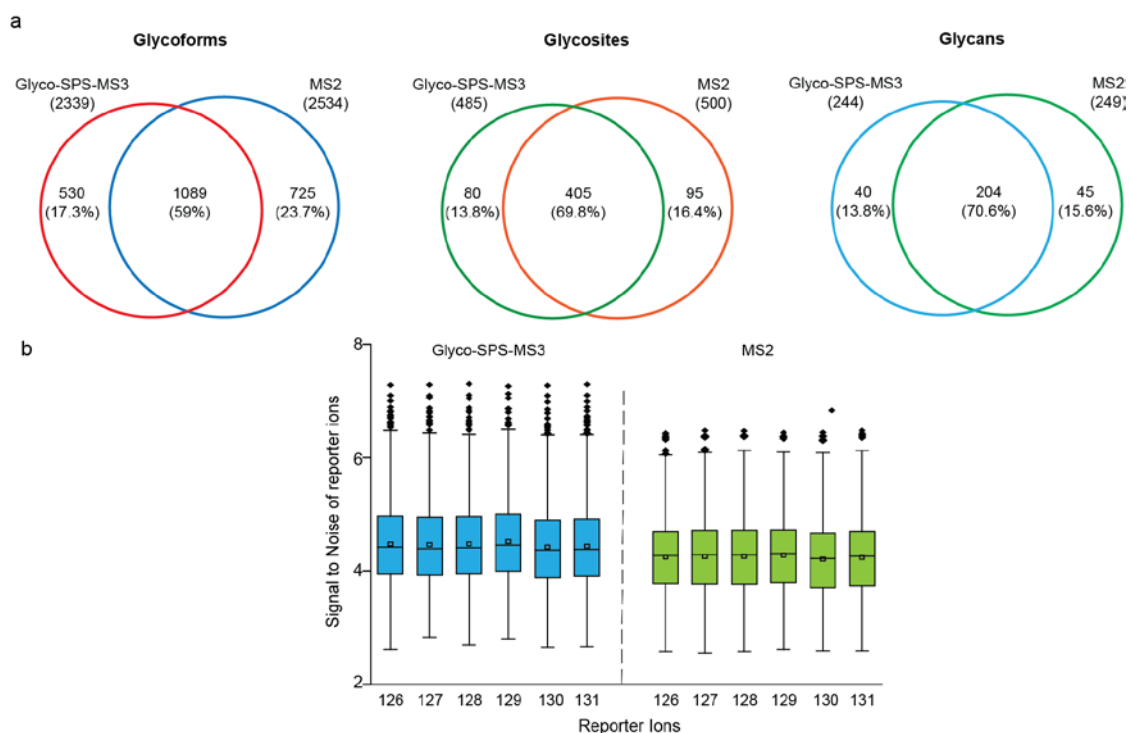 a
Glycoforms
Glyco-SPS-MS3
(2339)
MS2
(2534)
530
(17.3%)
1089
(59%)
725
(23.7%)
Glycosites
Glyco-SPS-MS3
(485)
MS2
(500)
80
(13.8%)
405
(69.8%)
95
(16.4%)
Glycans
Glyco-SPS-MS3
(244)
MS2
(249)
40
(13.8%)
204
(70.6%)
45
(15.6%)
b
Glyco-SPS-MS3
MS2
Signal to Noise of reporter ions
8
6
4
2
126 127 128 129 130 131 126 127 128 129 130 131
Reporter Ions